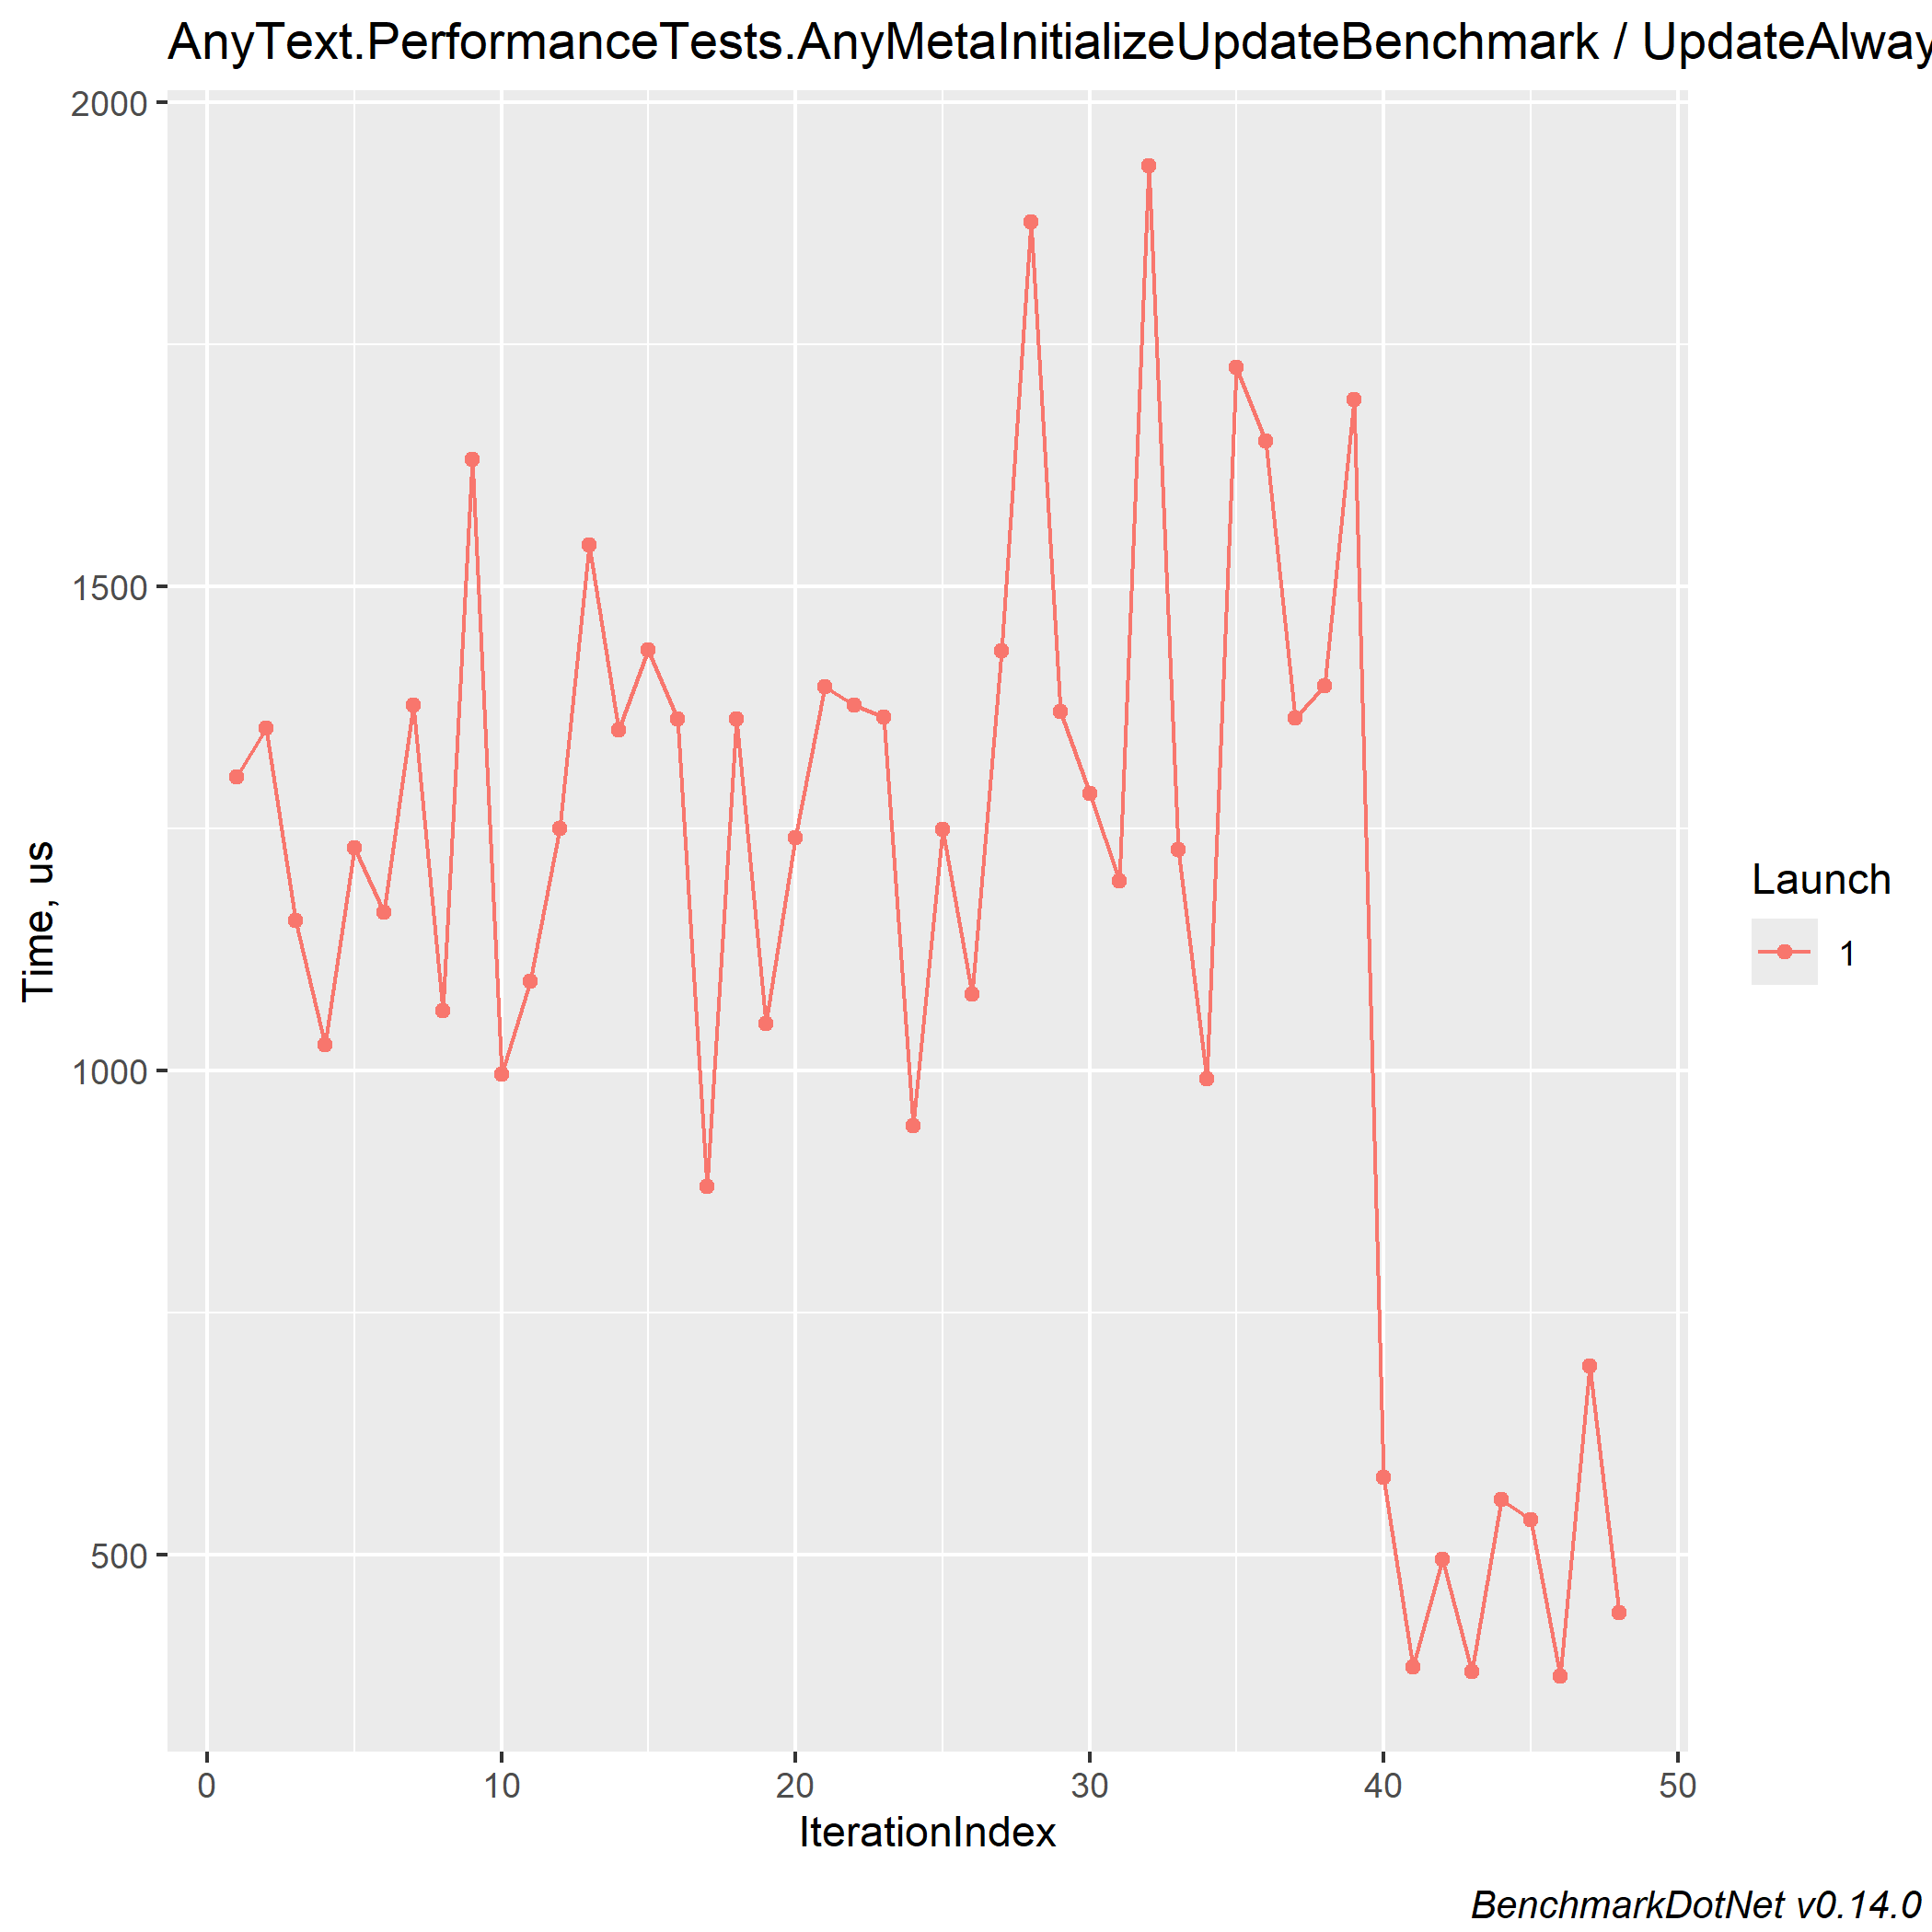 AnyText.PerformanceTests.AnyMetaInitializeUpdateBenchmark / UpdateAlway
2000
1500
1000
500
Time, us
0 10 20 30 40 50
IterationIndex
Launch
1
BenchmarkDotNet v0.14.0